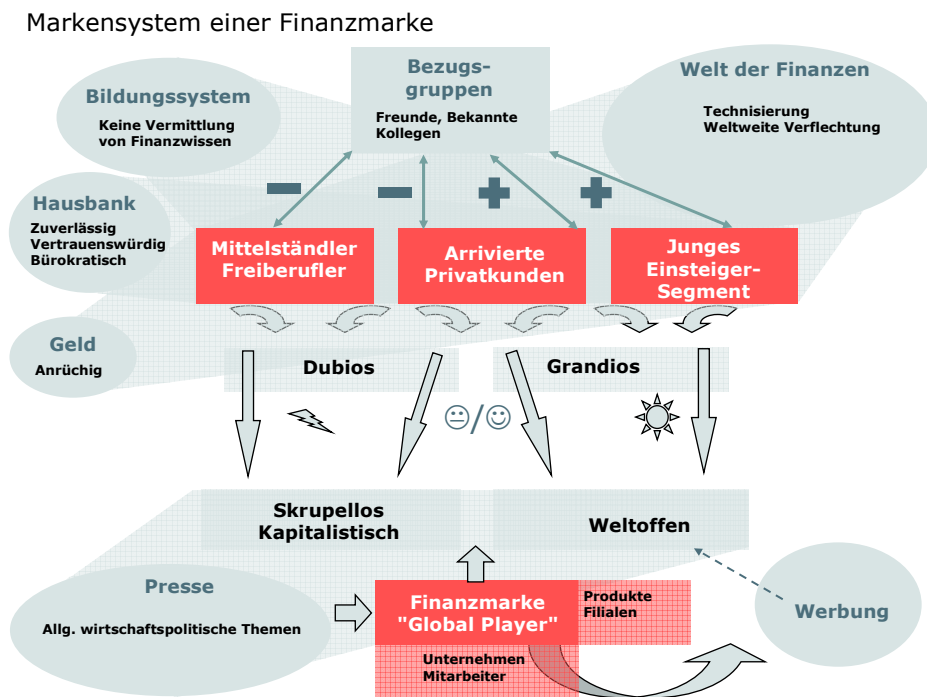 Markensystem einer Finanzmarke
Bezugs-
gruppen
Freunde, Bekannte
Kollegen
Bildungssystem
Keine Vermittlung
von Finanzwissen
Welt der Finanzen
Technisierung
Weltweite Verflechtung
Hausbank
Zuverlässig
Vertrauenswürdig
Bürokratisch
Mittelständler
Freiberufler
Arrivierte
Privatkunden
Junges
Einsteiger-
Segment
Geld
Anrüchig
Dubios
Grandios
/
Skrupellos
Kapitalistisch
Weltoffen
Presse
Allg. wirtschaftspolitische Themen
Finanzmarke
"Global Player"
Produkte
Filialen
Unternehmen
Mitarbeiter
Werbung